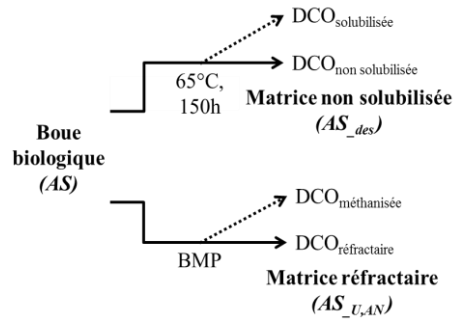 DCOsolubilisée
DCOnon solubilisée
65°C,
150h
Matrice non solubilisée
(AS_des)
Boue
biologique
(AS)
DCOméthanisée
DCOréfractaire
BMP
Matrice réfractaire
(AS_U,AN)